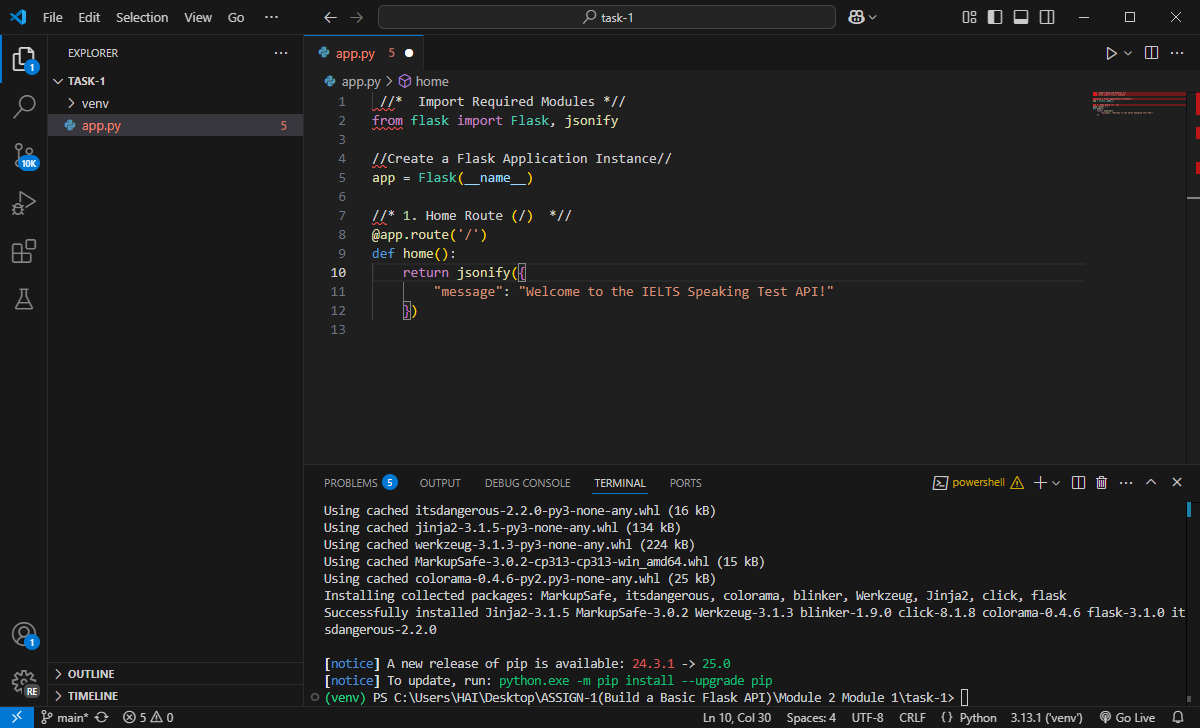 File Edit Selection View Go ··· task-1
EXPLORER ···
TASK-1
venv
app.py 5
OUTLINE
TIMELINE
1
10K
1
RE
app.py 5
app.py > home
1 //*  Import Required Modules *//
2 from flask import Flask, jsonify
3
4 //Create a Flask Application Instance//
5 app = Flask(__name__)
6
7 //* 1. Home Route (/)  *//
8 @app.route('/')
9 def home():
10     return jsonify({
11         "message": "Welcome to the IELTS Speaking Test API!"
12     })
13
PROBLEMS 5 OUTPUT DEBUG CONSOLE TERMINAL PORTS powershell
Using cached itsdangerous-2.2.0-py3-none-any.whl (16 kB)
Using cached jinja2-3.1.5-py3-none-any.whl (134 kB)
Using cached werkzeug-3.1.3-py3-none-any.whl (224 kB)
Using cached MarkupSafe-3.0.2-cp313-cp313-win_amd64.whl (15 kB)
Using cached colorama-0.4.6-py2.py3-none-any.whl (25 kB)
Installing collected packages: MarkupSafe, itsdangerous, colorama, blinker, Werkzeug, Jinja2, click, flask
Successfully installed Jinja2-3.1.5 MarkupSafe-3.0.2 Werkzeug-3.1.3 blinker-1.9.0 click-8.1.8 colorama-0.4.6 flask-3.1.0 it
sdangerous-2.2.0
[notice] A new release of pip is available: 24.3.1 -> 25.0
[notice] To update, run: python.exe -m pip install --upgrade pip
(venv) PS C:\Users\HAI\Desktop\ASSIGN-1(Build a Basic Flask API)\Module 2 Module 1\task-1>
main* 5 0 Ln 10, Col 30 Spaces: 4 UTF-8 CRLF {} Python 3.13.1 ('venv') Go Live